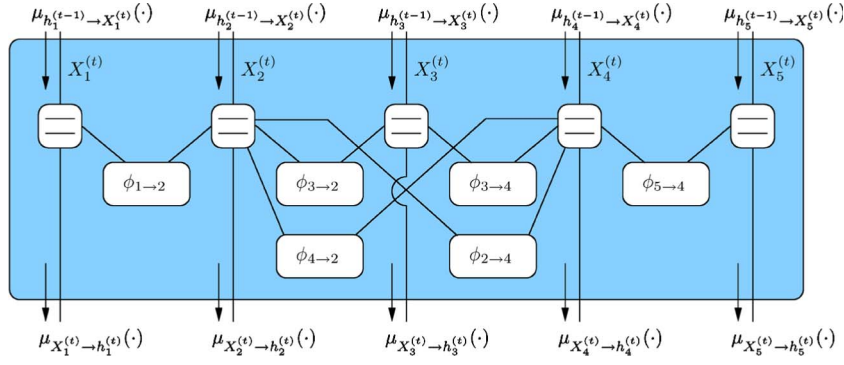 μ_{h_1^{(t-1)}→X_1^{(t)}}(·) μ_{h_2^{(t-1)}→X_2^{(t)}}(·) μ_{h_3^{(t-1)}→X_3^{(t)}}(·) μ_{h_4^{(t-1)}→X_4^{(t)}}(·) μ_{h_5^{(t-1)}→X_5^{(t)}}(·)
X_1^{(t)} X_2^{(t)} X_3^{(t)} X_4^{(t)} X_5^{(t)}
ϕ_{1→2} ϕ_{3→2} ϕ_{3→4} ϕ_{5→4}
ϕ_{4→2} ϕ_{2→4}
μ_{X_1^{(t)}→h_1^{(t)}}(·) μ_{X_2^{(t)}→h_2^{(t)}}(·) μ_{X_3^{(t)}→h_3^{(t)}}(·) μ_{X_4^{(t)}→h_4^{(t)}}(·) μ_{X_5^{(t)}→h_5^{(t)}}(·)